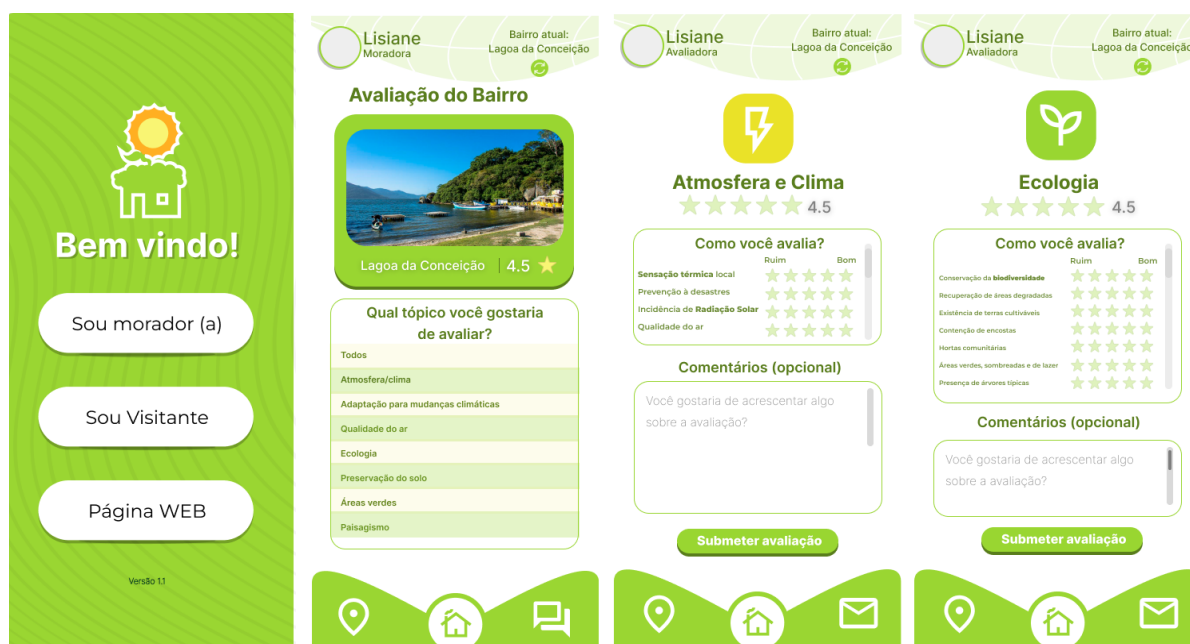 Bem vindo!
Sou morador (a)
Sou Visitante
Página WEB
Versão 1.1
Lisiane
Moradora
Bairro atual:
Lagoa da Conceição
Avaliação do Bairro
Lagoa da Conceição | 4.5
Qual tópico você gostaria
de avaliar?
Todos
Atmosfera/clima
Adaptação para mudanças climáticas
Qualidade do ar
Ecologia
Preservação do solo
Áreas verdes
Paisagismo
Lisiane
Avaliadora
Bairro atual:
Lagoa da Conceição
Atmosfera e Clima
4.5
Como você avalia?
Ruim Bom
Sensação térmica local
Prevenção à desastres
Incidência de Radiação Solar
Qualidade do ar
Comentários (opcional)
Você gostaria de acrescentar algo
sobre a avaliação?
Submeter avaliação
Lisiane
Avaliadora
Bairro atual:
Lagoa da Conceição
Ecologia
4.5
Como você avalia?
Ruim Bom
Conservação da biodiversidade
Recuperação de áreas degradadas
Existência de terras cultiváveis
Contenção de encostas
Hortas comunitárias
Áreas verdes, sombreadas e de lazer
Presença de árvores típicas
Comentários (opcional)
Você gostaria de acrescentar algo
sobre a avaliação?
Submeter avaliação